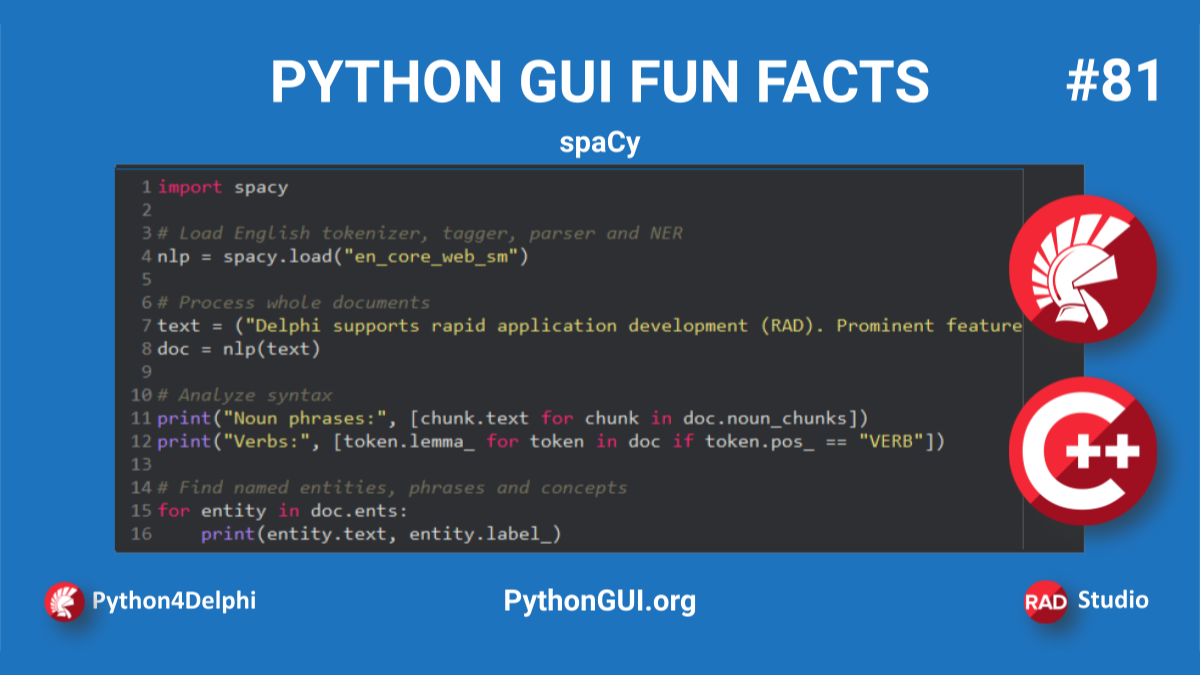 PYTHON GUI FUN FACTS
#81
spaCy
1 import spacy
2
3 # Load English tokenizer, tagger, parser and NER
4 nlp = spacy.load("en_core_web_sm")
5
6 # Process whole documents
7 text = ("Delphi supports rapid application development (RAD). Prominent feature
8 doc = nlp(text)
9
10 # Analyze syntax
11 print("Noun phrases:", [chunk.text for chunk in doc.noun_chunks])
12 print("Verbs:", [token.lemma_ for token in doc if token.pos_ == "VERB"])
13
14 # Find named entities, phrases and concepts
15 for entity in doc.ents:
16     print(entity.text, entity.label_)
C++
Python4Delphi
PythonGUI.org
RAD Studio